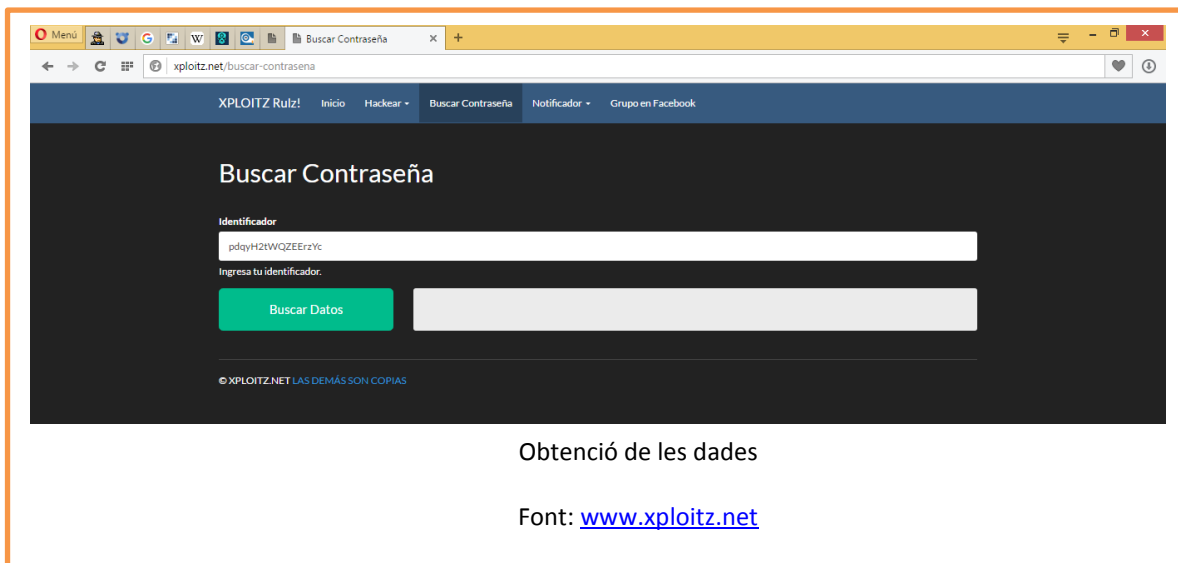 Menú
Buscar Contraseña
xploitz.net/buscar-contrasena
XPLOITZ Rulz! Inicio Hackear Buscar Contraseña Notificador Grupo en Facebook
Buscar Contraseña
Identificador
pdqyH2tWQZEErzYc
Ingresa tu identificador.
Buscar Datos
© XPLOITZ.NET LAS DEMÁS SON COPIAS
Obtenció de les dades
Font: www.xploitz.net